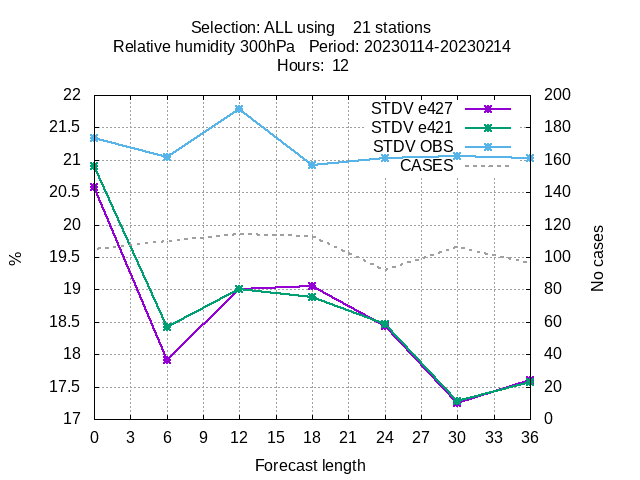 Selection: ALL using    21 stations
Relative humidity 300hPa   Period: 20230114-20230214
Hours:  12
STDV e427
STDV e421
STDV OBS
CASES
22
21.5
21
20.5
20
19.5
19
18.5
18
17.5
17
%
200
180
160
140
120
100
80
60
40
20
0
No cases
0 3 6 9 12 15 18 21 24 27 30 33 36
Forecast length